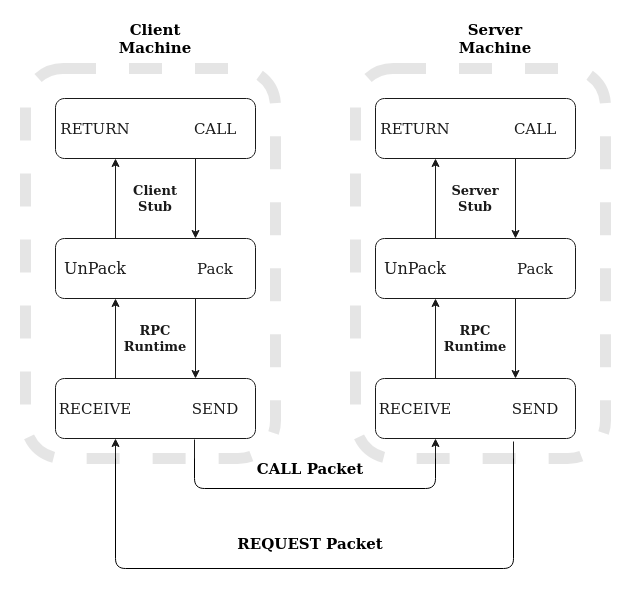 Client
Machine
Server
Machine
RETURN CALL
RETURN CALL
Client
Stub
Server
Stub
UnPack Pack
UnPack Pack
RPC
Runtime
RPC
Runtime
RECEIVE SEND
RECEIVE SEND
CALL Packet
REQUEST Packet